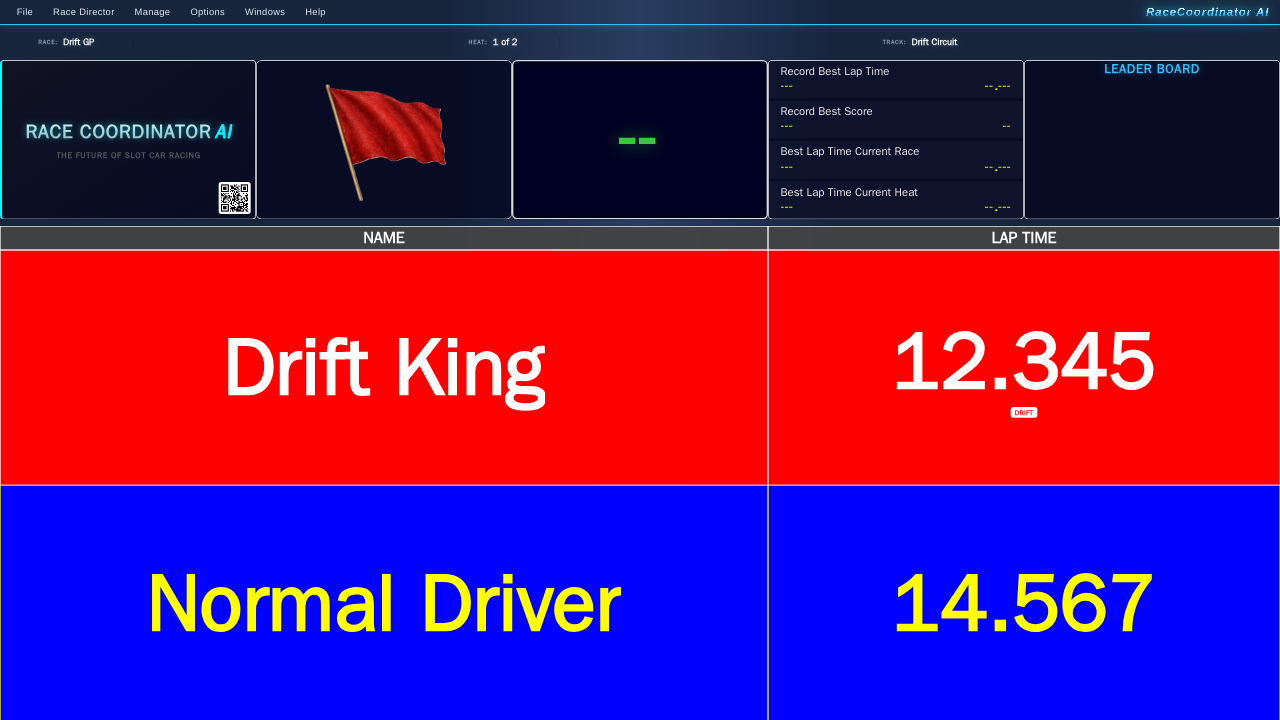 File Race Director Manage Options Windows Help RaceCoordinator AI
RACE: Drift GP HEAT: 1 of 2 TRACK: Drift Circuit
RACE COORDINATOR AI
THE FUTURE OF SLOT CAR RACING
--
Record Best Lap Time
--- --.---
Record Best Score
--- --
Best Lap Time Current Race
--- --.---
Best Lap Time Current Heat
--- --.---
LEADER BOARD
NAME LAP TIME
Drift King 12.345
DRIFT
Normal Driver 14.567